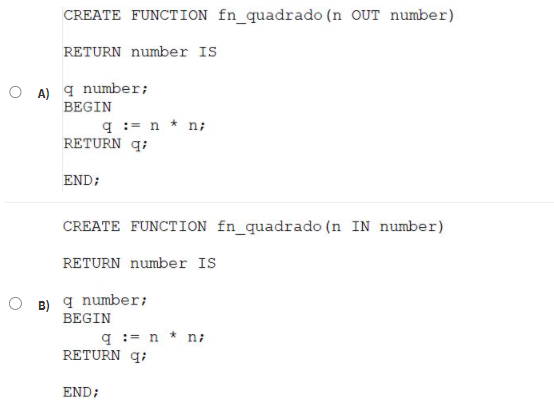 CREATE FUNCTION fn_quadrado(n OUT number)
RETURN number IS
A) q number;
BEGIN
q := n * n;
RETURN q;
END;
CREATE FUNCTION fn_quadrado(n IN number)
RETURN number IS
B) q number;
BEGIN
q := n * n;
RETURN q;
END;